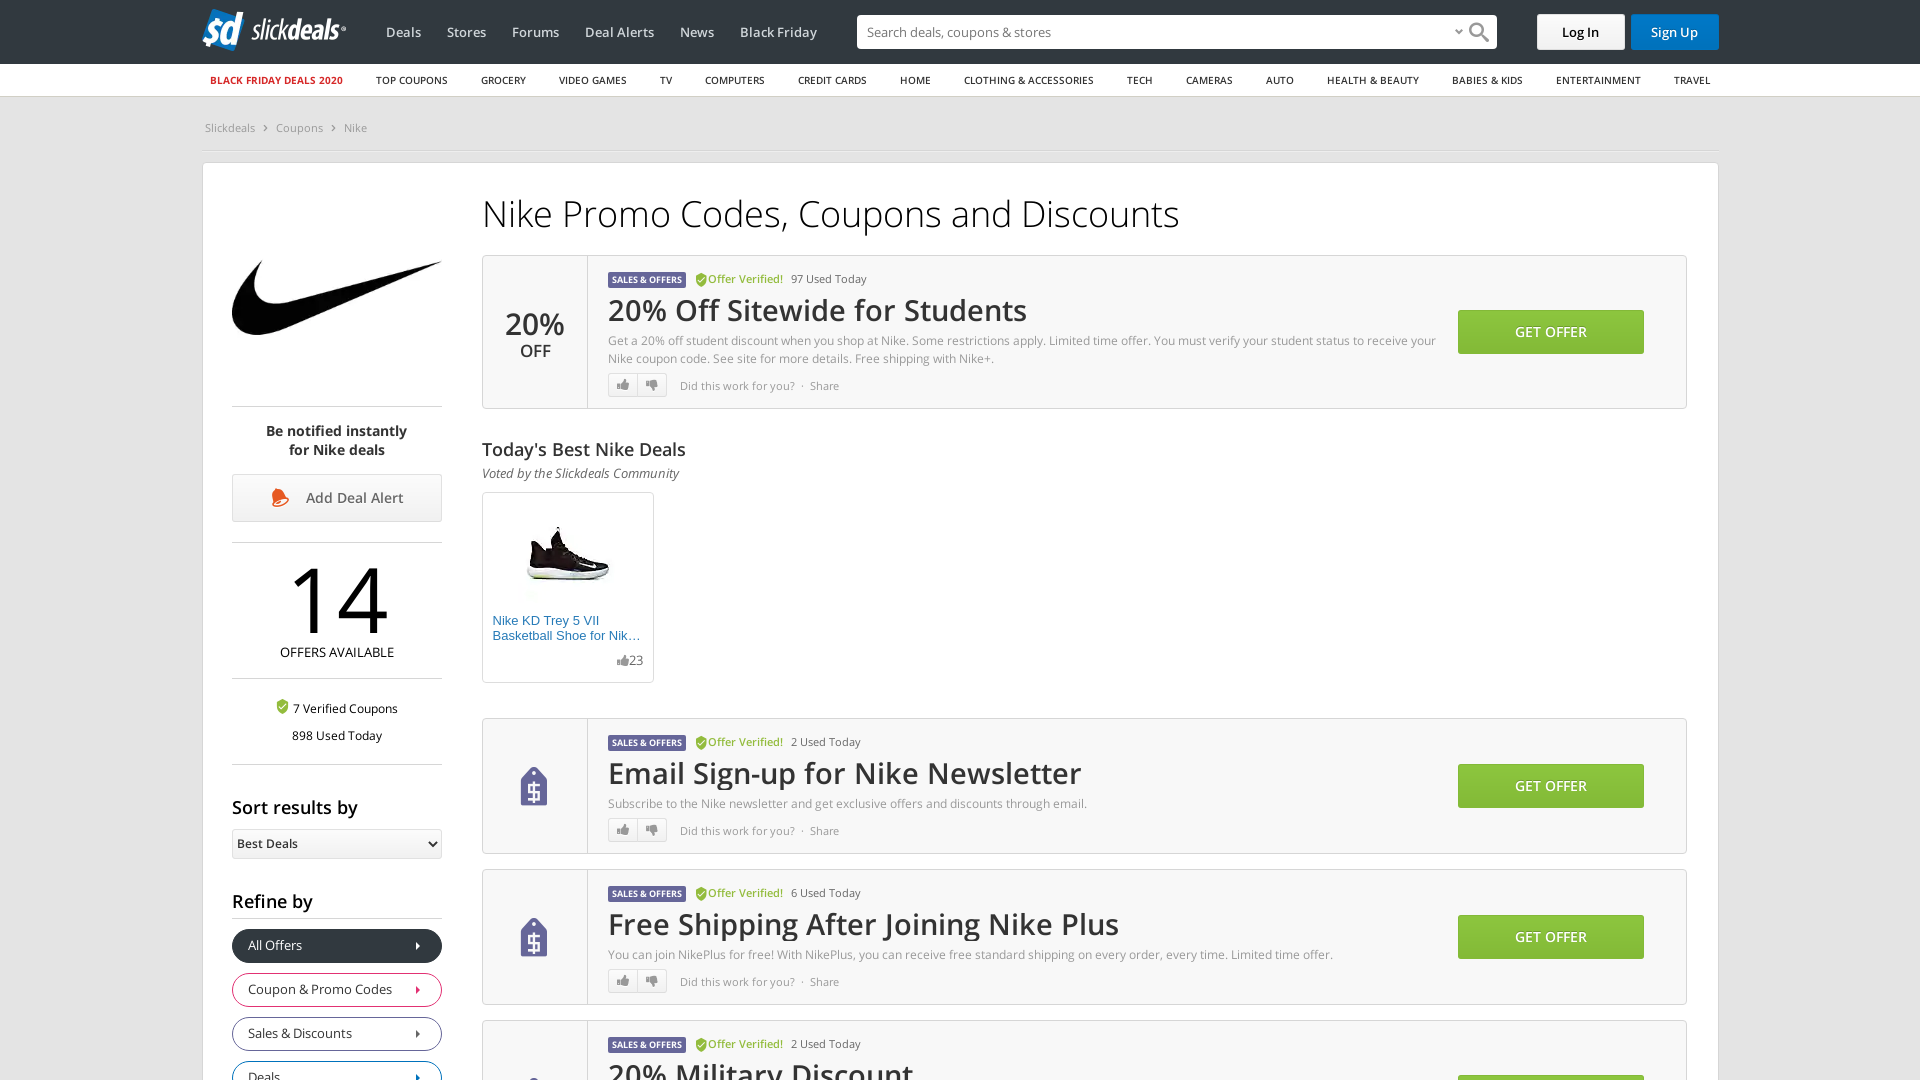 slickdeals
Deals
Stores
Forums
Deal Alerts
News
Black Friday
Search deals, coupons & stores
Log In
Sign Up
BLACK FRIDAY DEALS 2020
TOP COUPONS
GROCERY
VIDEO GAMES
TV
COMPUTERS
CREDIT CARDS
HOME
CLOTHING & ACCESSORIES
TECH
CAMERAS
AUTO
HEALTH & BEAUTY
BABIES & KIDS
ENTERTAINMENT
TRAVEL
Slickdeals
Coupons
Nike
Be notified instantly
for Nike deals
Add Deal Alert
14
OFFERS AVAILABLE
7 Verified Coupons
898 Used Today
Sort results by
Best Deals
Refine by
All Offers
Coupon & Promo Codes
Sales & Discounts
Deals
Nike Promo Codes, Coupons and Discounts
20%
OFF
SALES & OFFERS Offer Verified! 97 Used Today
20% Off Sitewide for Students
Get a 20% off student discount when you shop at Nike. Some restrictions apply. Limited time offer. You must verify your student status to receive your
Nike coupon code. See site for more details. Free shipping with Nike+.
Did this work for you? · Share
GET OFFER
Today's Best Nike Deals
Voted by the Slickdeals Community
Nike KD Trey 5 VII
Basketball Shoe for Nik…
23
SALES & OFFERS Offer Verified! 2 Used Today
Email Sign-up for Nike Newsletter
Subscribe to the Nike newsletter and get exclusive offers and discounts through email.
Did this work for you? · Share
GET OFFER
SALES & OFFERS Offer Verified! 6 Used Today
Free Shipping After Joining Nike Plus
You can join NikePlus for free! With NikePlus, you can receive free standard shipping on every order, every time. Limited time offer.
Did this work for you? · Share
GET OFFER
SALES & OFFERS Offer Verified! 2 Used Today
20% Military Discount